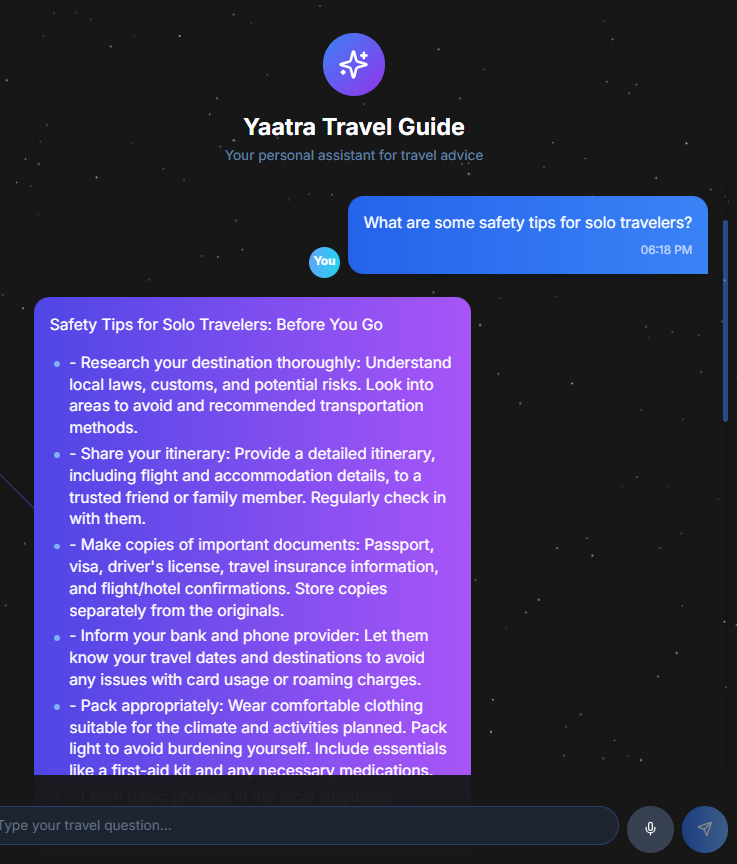 Yaatra Travel Guide
Your personal assistant for travel advice
What are some safety tips for solo travelers?
06:18 PM
You
Safety Tips for Solo Travelers: Before You Go
- Research your destination thoroughly: Understand
local laws, customs, and potential risks. Look into
areas to avoid and recommended transportation
methods.
- Share your itinerary: Provide a detailed itinerary,
including flight and accommodation details, to a
trusted friend or family member. Regularly check in
with them.
- Make copies of important documents: Passport,
visa, driver's license, travel insurance information,
and flight/hotel confirmations. Store copies
separately from the originals.
- Inform your bank and phone provider: Let them
know your travel dates and destinations to avoid
any issues with card usage or roaming charges.
- Pack appropriately: Wear comfortable clothing
suitable for the climate and activities planned. Pack
light to avoid burdening yourself. Include essentials
like a first-aid kit and any necessary medications.
- Learn basic phrases in the local language:
Type your travel question...